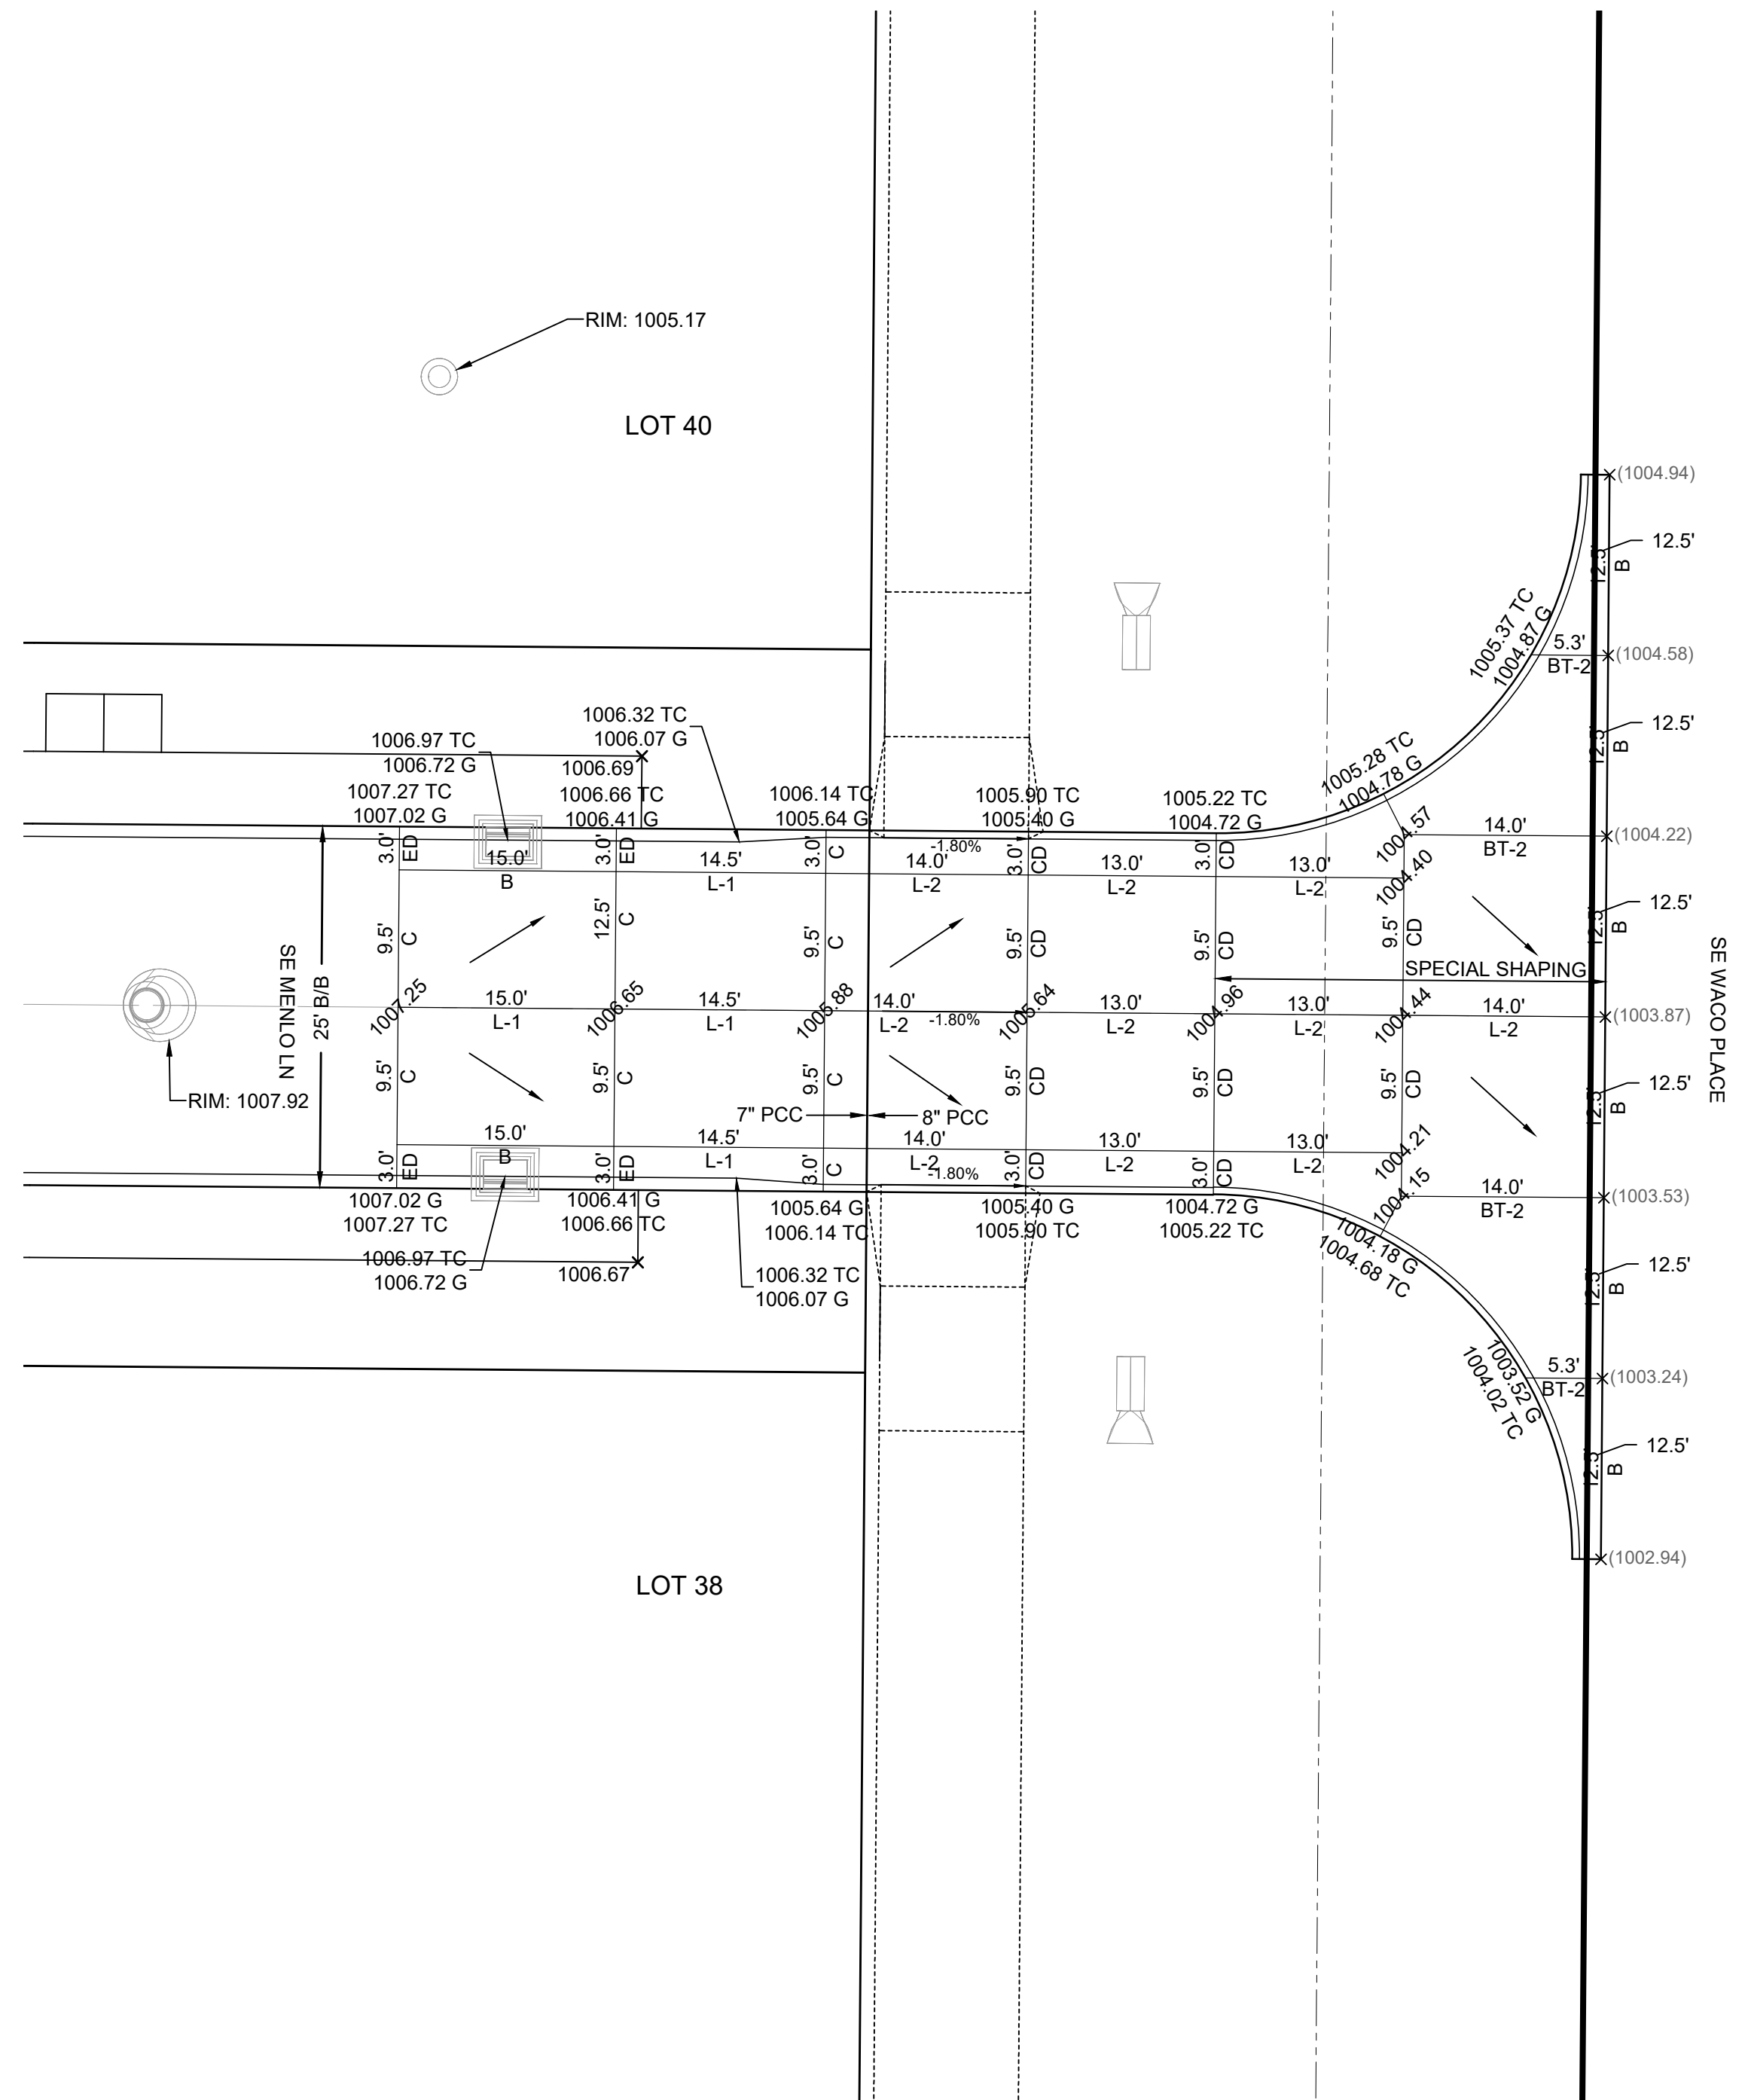 RIM: 1005.17
LOT 40
(1004.94)
12.5'
12.5'
B
1005.37 TC
1004.87 G
5.3'
BT-2
(1004.58)
12.5'
12.5'
B
1006.32 TC
1006.07 G
1006.97 TC
1006.72 G
1006.69
1007.27 TC
1007.02 G
1006.66 TC
1006.41 G
1006.14 TC
1005.64 G
1005.90 TC
1005.40 G
1005.22 TC
1004.72 G
1005.28 TC
1004.78 G
1004.57
14.0'
BT-2
(1004.22)
3.0'
ED
15.0'
B
3.0'
ED
14.5'
L-1
3.0'
C
-1.80%
14.0'
L-2
3.0'
CD
13.0'
L-2
3.0'
CD
13.0'
L-2
1004.40
12.5'
12.5'
B
9.5'
C
12.5'
C
9.5'
C
9.5'
CD
9.5'
CD
9.5'
CD
SPECIAL SHAPING
SE MENLO LN
25' B/B
1007.25
15.0'
L-1
1006.65
14.5'
L-1
1005.88
14.0'
L-2
-1.80%
1005.64
13.0'
L-2
1004.96
13.0'
L-2
1004.44
14.0'
L-2
(1003.87)
SE WACO PLACE
RIM: 1007.92
9.5'
C
9.5'
C
9.5'
C
9.5'
CD
9.5'
CD
9.5'
CD
12.5'
12.5'
B
7" PCC
8" PCC
15.0'
B
14.5'
L-1
14.0'
L-2
-1.80%
13.0'
L-2
13.0'
L-2
1004.21
3.0'
ED
3.0'
ED
3.0'
C
3.0'
CD
3.0'
CD
1004.15
14.0'
BT-2
(1003.53)
1007.02 G
1007.27 TC
1006.41 G
1006.66 TC
1005.64 G
1006.14 TC
1005.40 G
1005.90 TC
1004.72 G
1005.22 TC
1004.18 G
1004.68 TC
1006.97 TC
1006.72 G
1006.67
1006.32 TC
1006.07 G
12.5'
12.5'
B
1003.52 G
1004.02 TC
5.3'
BT-2
(1003.24)
12.5'
12.5'
B
(1002.94)
LOT 38